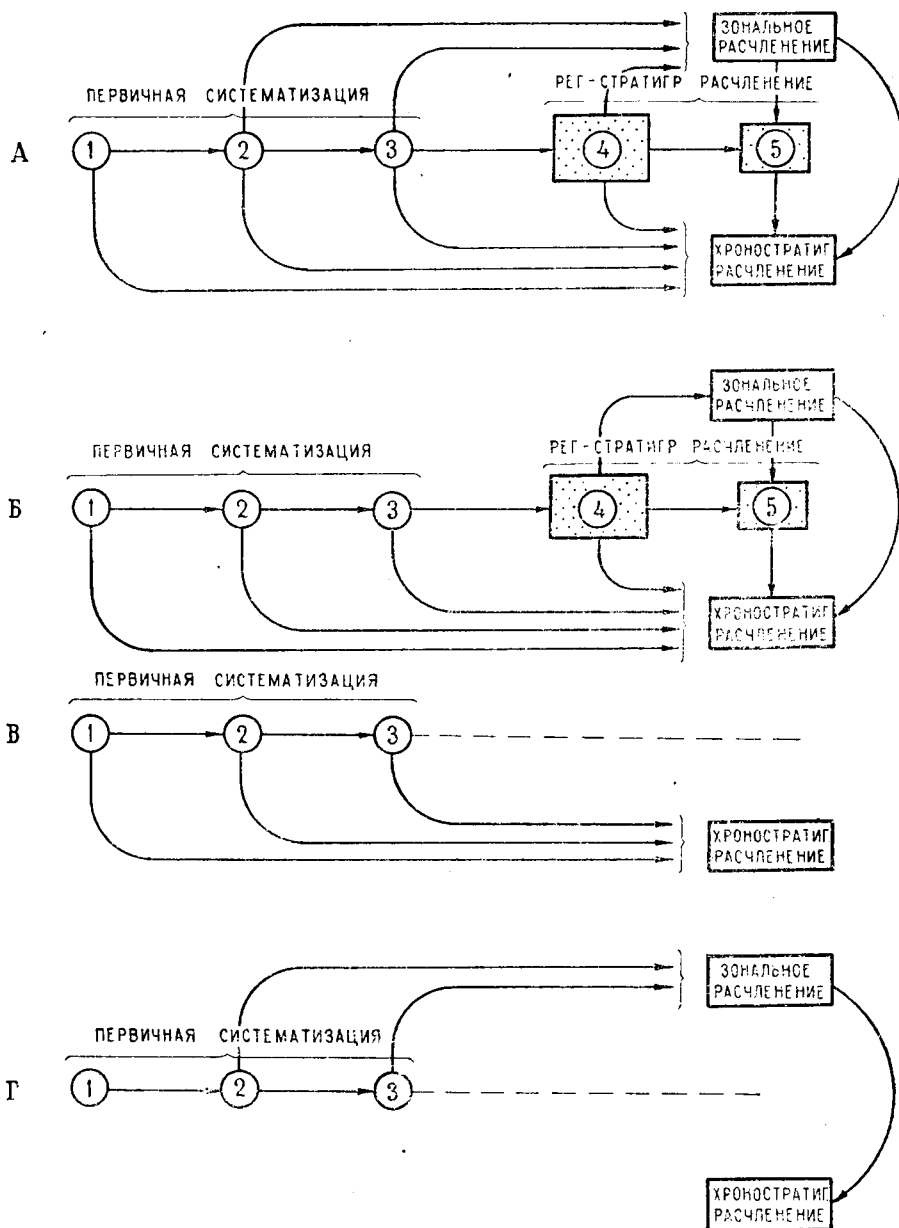 ЗОНАЛЬНОЕ
РАСЧЛЕНЕНИЕ
ПЕРВИЧНАЯ СИСТЕМАТИЗАЦИЯ
РЕГ-СТРАТИГР РАСЧЛЕНЕНИЕ
А
1
2
3
4
5
ХРОНОСТРАТИГ
РАСЧЛЕНЕНИЕ
ЗОНАЛЬНОЕ
РАСЧЛЕНЕНИЕ
ПЕРВИЧНАЯ СИСТЕМАТИЗАЦИЯ
РЕГ-СТРАТИГР РАСЧЛЕНЕНИЕ
Б
1
2
3
4
5
ХРОНОСТРАТИГ
РАСЧЛЕНЕНИЕ
ПЕРВИЧНАЯ СИСТЕМАТИЗАЦИЯ
В
1
2
3
ХРОНОСТРАТИГ
РАСЧЛЕНЕНИЕ
ЗОНАЛЬНОЕ
РАСЧЛЕНЕНИЕ
ПЕРВИЧНАЯ СИСТЕМАТИЗАЦИЯ
Г
1
2
3
ХРОНОСТРАТИГ
РАСЧЛЕНЕНИЕ